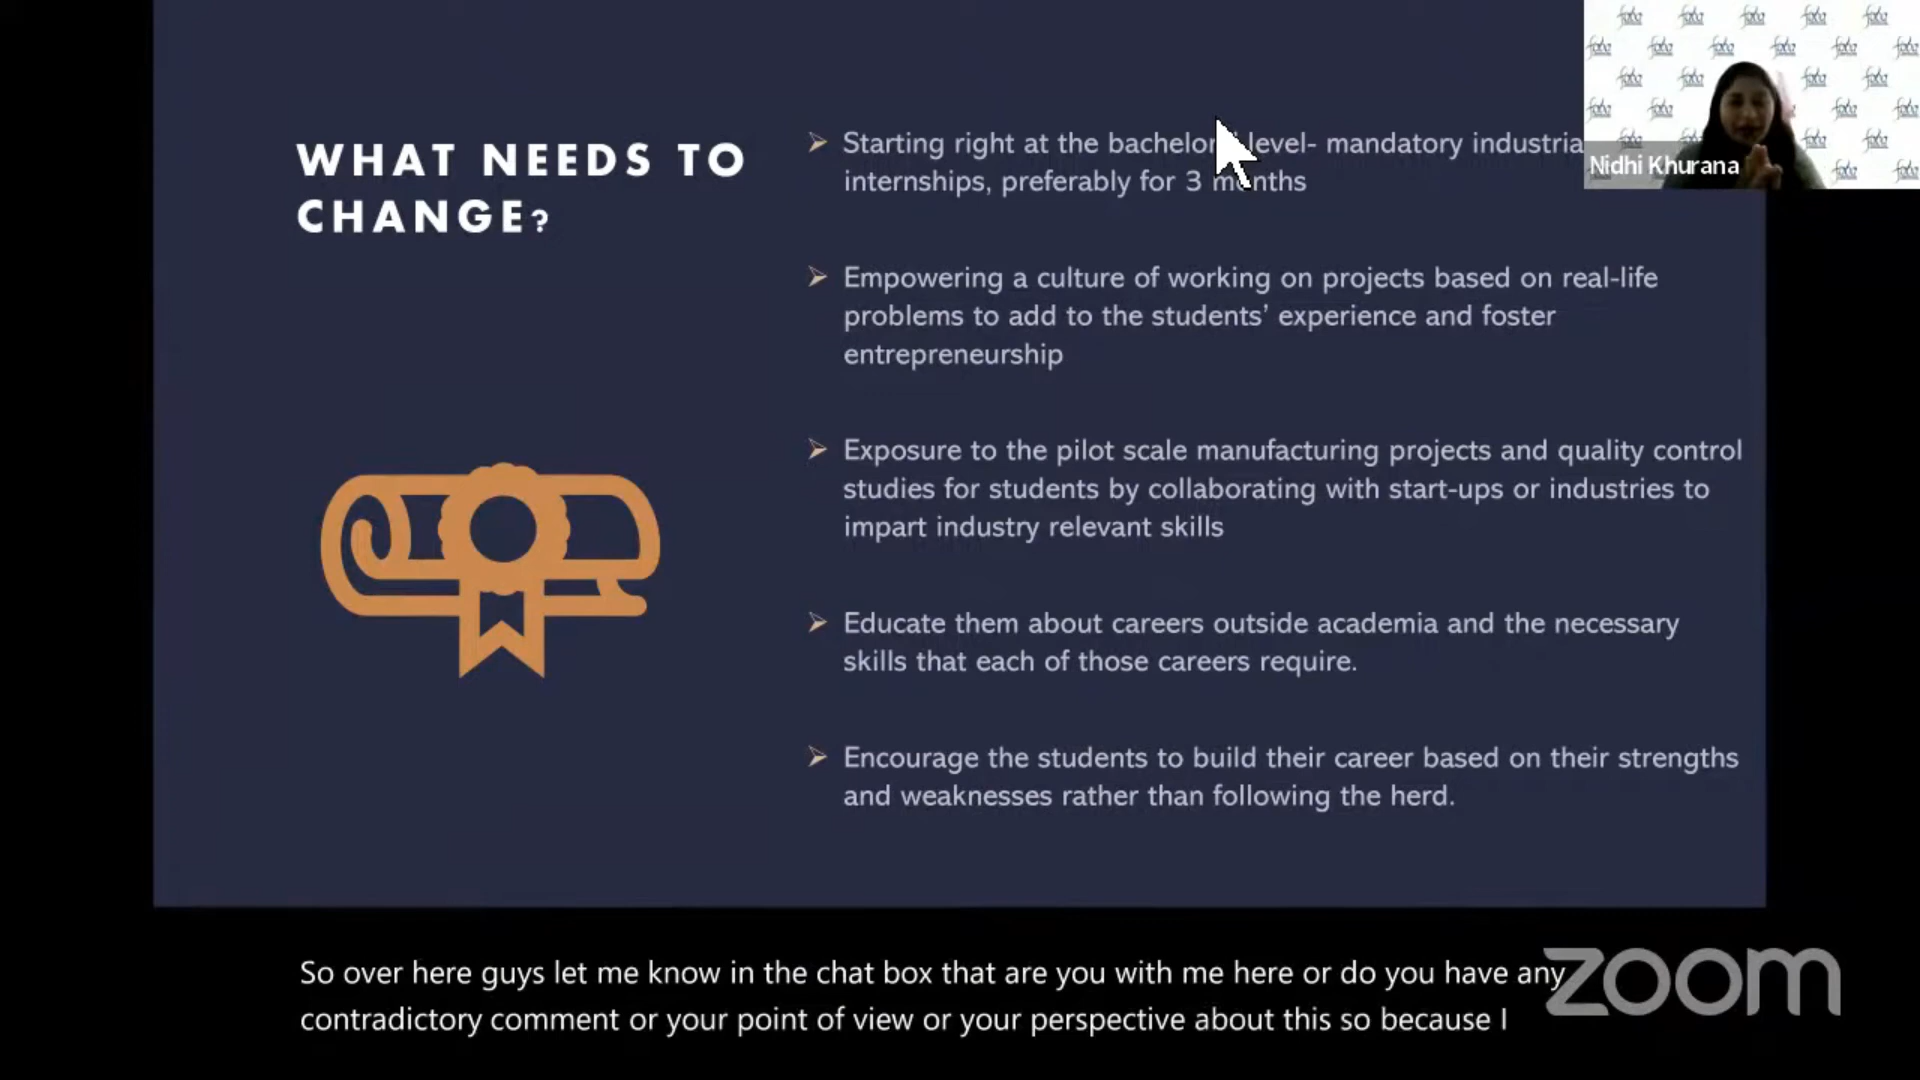 WHAT NEEDS TO
CHANGE?
Starting right at the bachelor level- mandatory industria
internships, preferably for 3 months
Empowering a culture of working on projects based on real-life
problems to add to the students’ experience and foster
entrepreneurship
Exposure to the pilot scale manufacturing projects and quality control
studies for students by collaborating with start-ups or industries to
impart industry relevant skills
Educate them about careers outside academia and the necessary
skills that each of those careers require.
Encourage the students to build their career based on their strengths
and weaknesses rather than following the herd.
Nidhi Khurana
So over here guys let me know in the chat box that are you with me here or do you have any
contradictory comment or your point of view or your perspective about this so because I
zoom